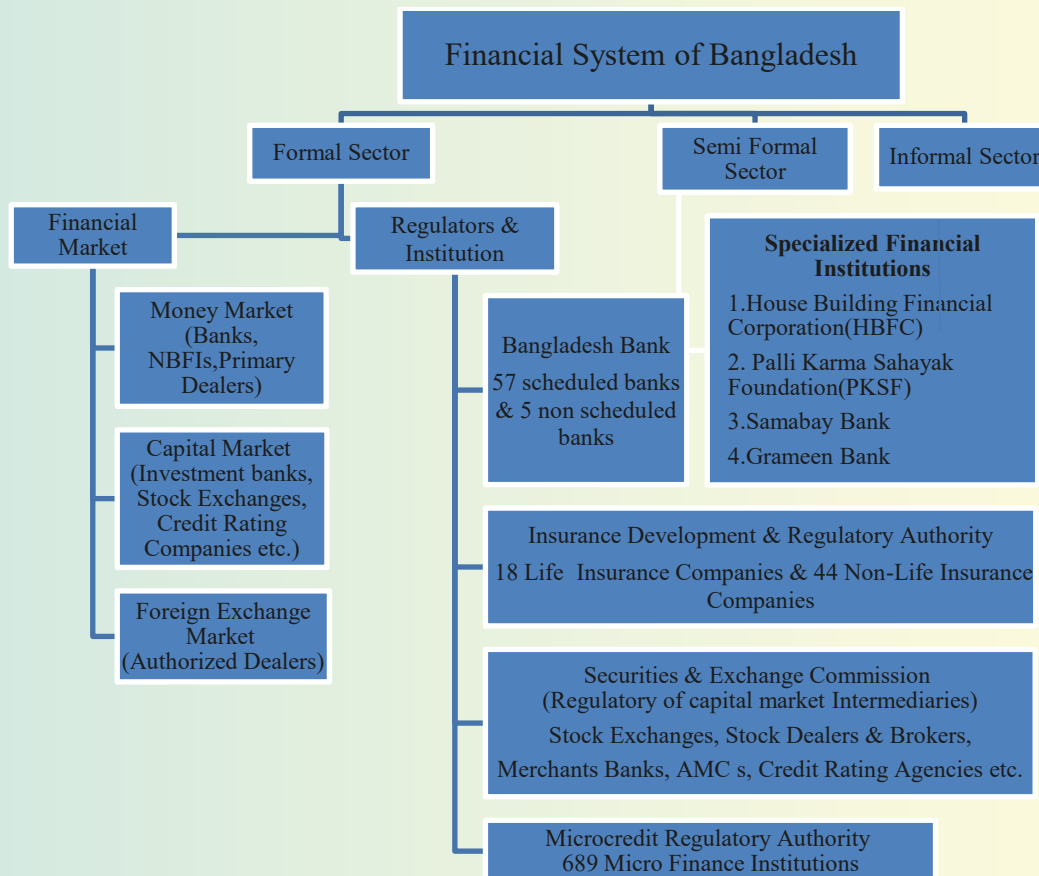 Financial System of Bangladesh
Formal Sector
Semi Formal
Sector
Informal Sector
Financial
Market
Regulators &
Institution
Money Market
(Banks,
NBFIs,Primary
Dealers)
Capital Market
(Investment banks,
Stock Exchanges,
Credit Rating
Companies etc.)
Foreign Exchange
Market
(Authorized Dealers)
Bangladesh Bank
57 scheduled banks
& 5 non scheduled
banks
Specialized Financial
Institutions
1.House Building Financial
Corporation(HBFC)
2. Palli Karma Sahayak
Foundation(PKSF)
3.Samabay Bank
4.Grameen Bank
Insurance Development & Regulatory Authority
18 Life Insurance Companies & 44 Non-Life Insurance
Companies
Securities & Exchange Commission
(Regulatory of capital market Intermediaries)
Stock Exchanges, Stock Dealers & Brokers,
Merchants Banks, AMC s, Credit Rating Agencies etc.
Microcredit Regulatory Authority
689 Micro Finance Institutions